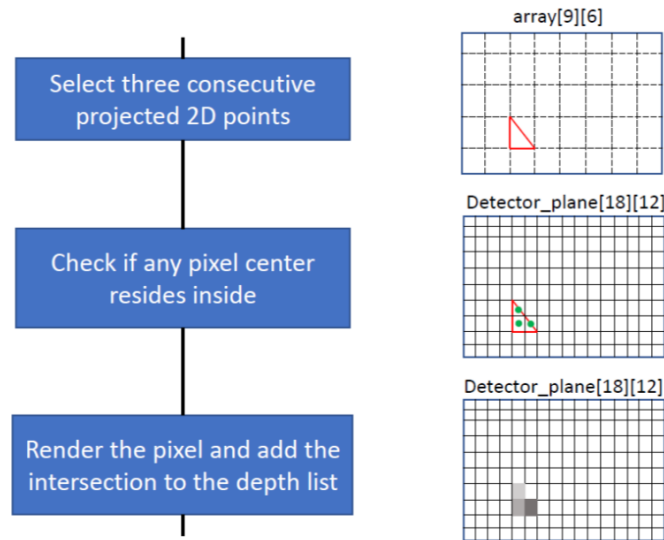 array[9][6]
Select three consecutive
projected 2D points
Detector_plane[18][12]
Check if any pixel center
resides inside
Detector_plane[18][12]
Render the pixel and add the
intersection to the depth list